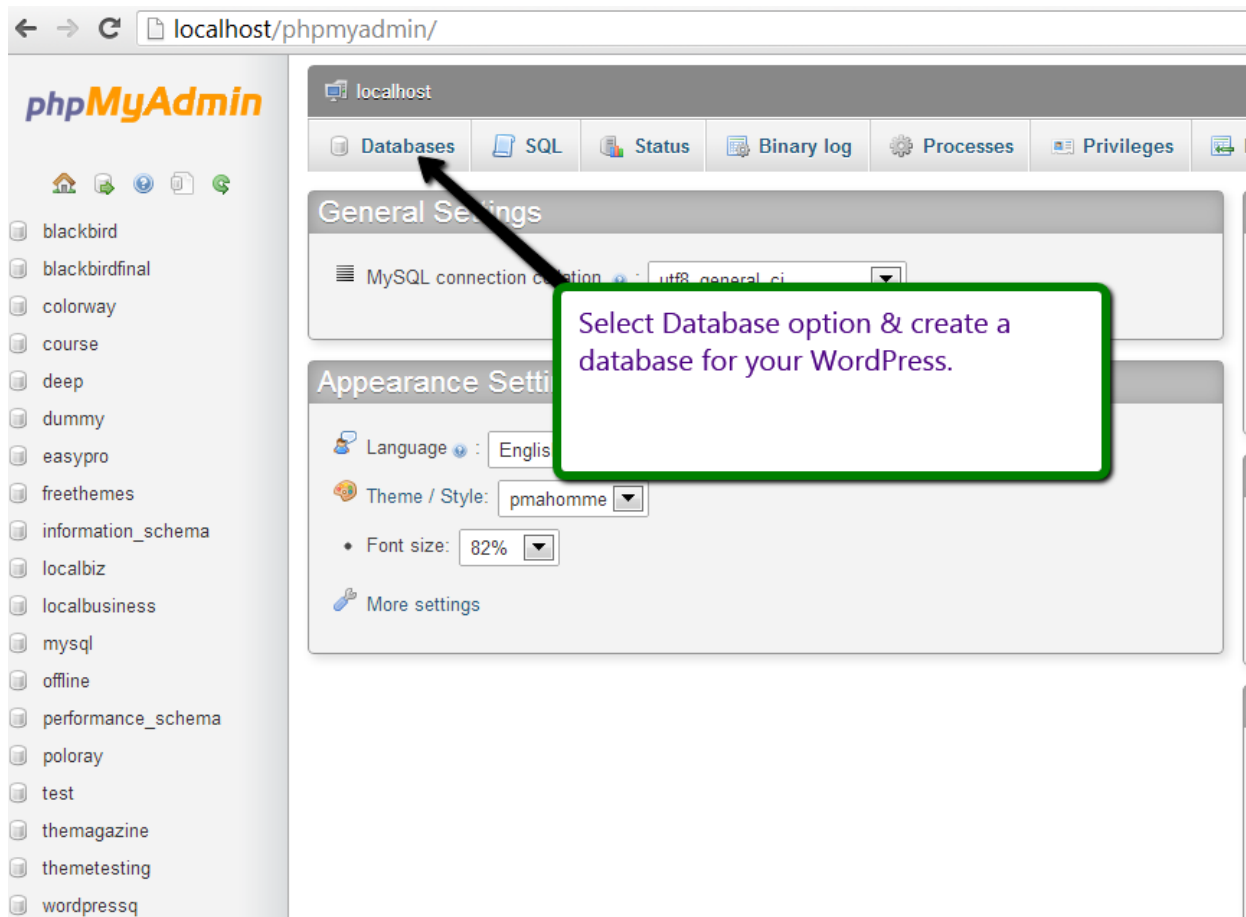 localhost/phpmyadmin/
phpMyAdmin
localhost
Databases SQL Status Binary log Processes Privileges
General Settings
MySQL connection collation : utf8_general_ci
Select Database option & create a
database for your WordPress.
Appearance
Language : Englis
Theme / Style: pmahomme
Font size: 82%
More settings
blackbird
blackbirdfinal
colorway
course
deep
dummy
easypro
freethemes
information_schema
localbiz
localbusiness
mysql
offline
performance_schema
poloray
test
themagazine
themetesting
wordpressq